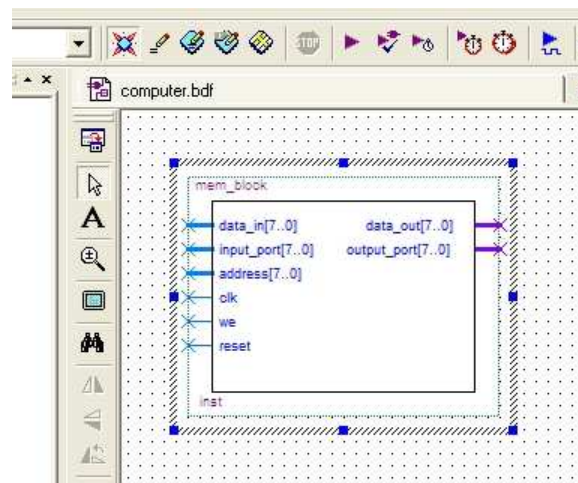 STOP
computer.bdf
A
mem_block
data_in[7..0] data_out[7..0]
input_port[7..0] output_port[7..0]
address[7..0]
clk
we
reset
inst